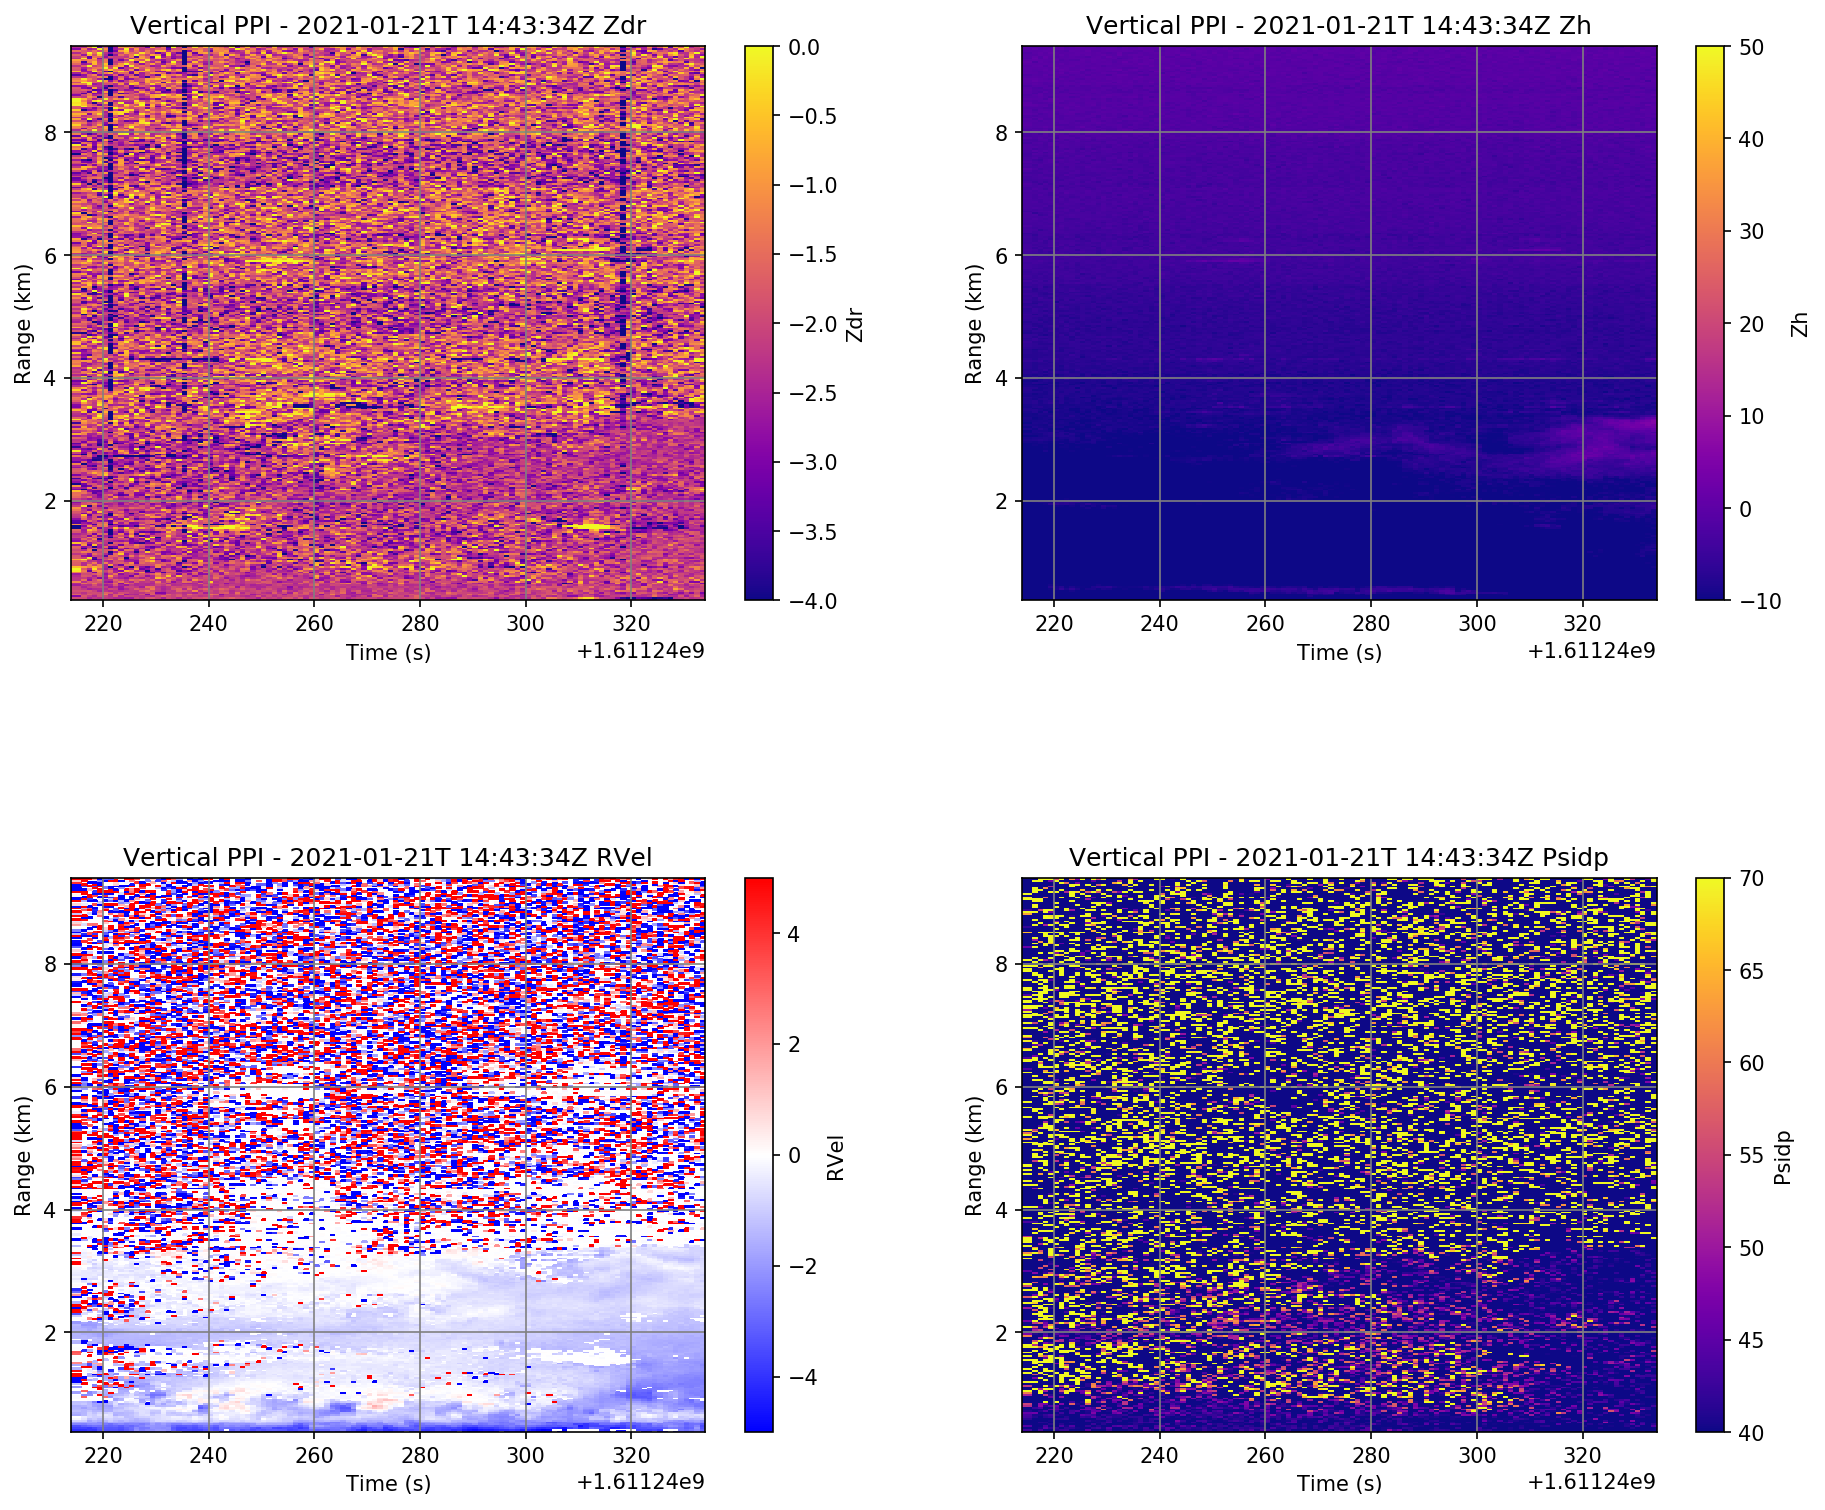 Vertical PPI - 2021-01-21T 14:43:34Z Zdr
8
6
4
2
Range (km)
220 240 260 280 300 320
Time (s)
+1.61124e9
0.0
−0.5
−1.0
−1.5
−2.0
−2.5
−3.0
−3.5
−4.0
Zdr
Vertical PPI - 2021-01-21T 14:43:34Z Zh
8
6
4
2
Range (km)
220 240 260 280 300 320
Time (s)
+1.61124e9
50
40
30
20
10
0
−10
Zh
Vertical PPI - 2021-01-21T 14:43:34Z RVel
8
6
4
2
Range (km)
220 240 260 280 300 320
Time (s)
+1.61124e9
4
2
0
−2
−4
RVel
Vertical PPI - 2021-01-21T 14:43:34Z Psidp
8
6
4
2
Range (km)
220 240 260 280 300 320
Time (s)
+1.61124e9
70
65
60
55
50
45
40
Psidp